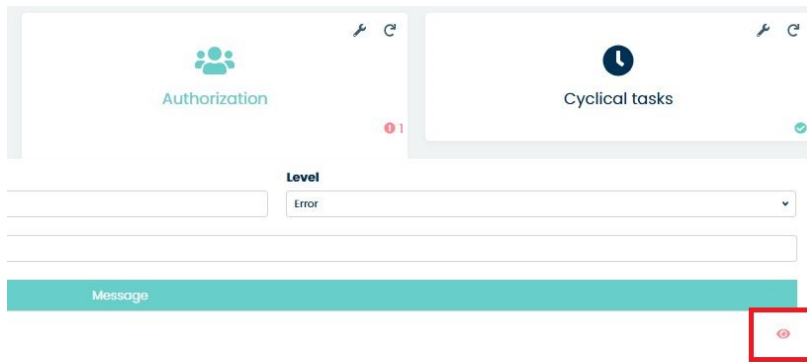 Authorization
Cyclical tasks
1
Level
Error
Message